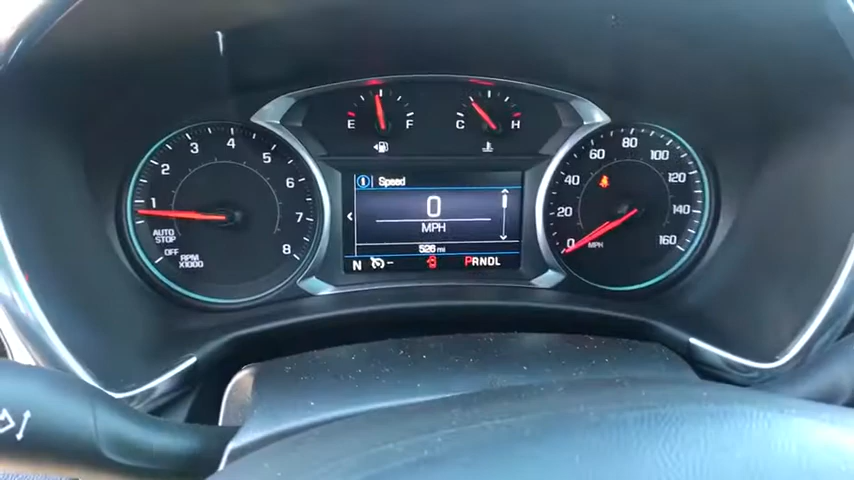 E F
C H
1 2 3 4 5 6 7 8
AUTO
STOP
OFF
RPM
X1000
i Speed
0
MPH
526 mi
N PRNDL
0 20 40 60 80 100 120 140 160
MPH